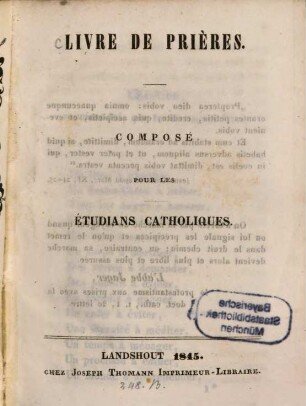 LIVRE DE PRIÈRES.
COMPOSÉ
POUR LES
ÉTUDIANS CATHOLIQUES.
Bayerische
Staatsbibliothek
München
LANDSHOUT 1845.
CHEZ JOSEPH THOMANN IMPRIMEUR-LIBRAIRE.